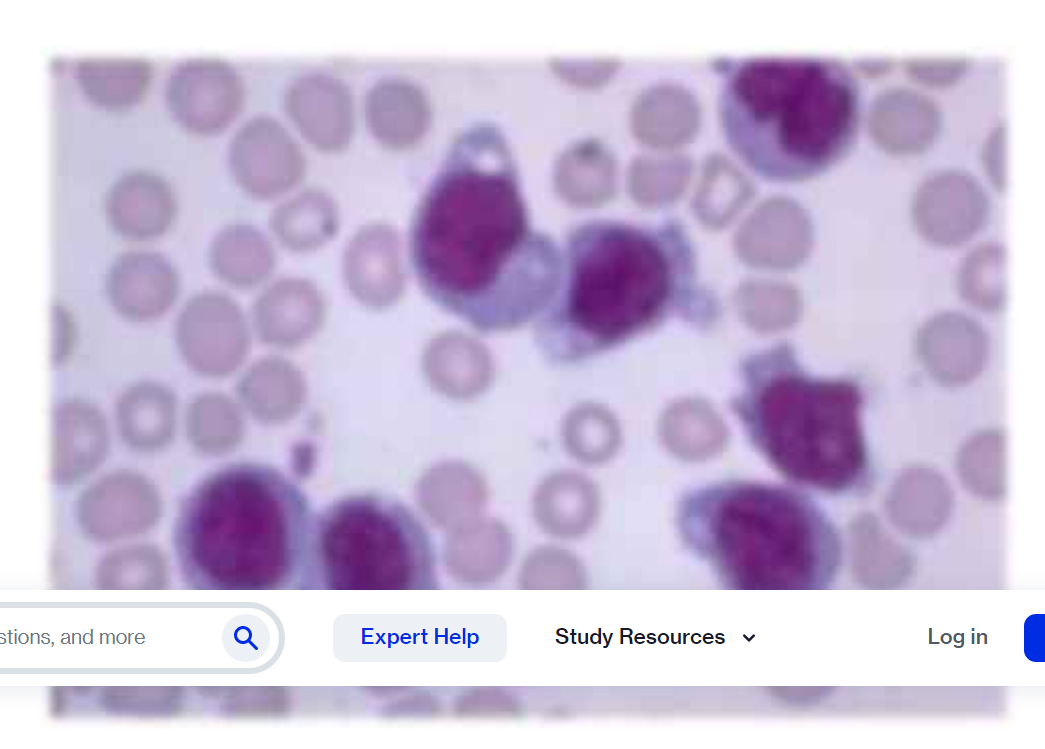 stions, and more
Expert Help
Study Resources
Log in